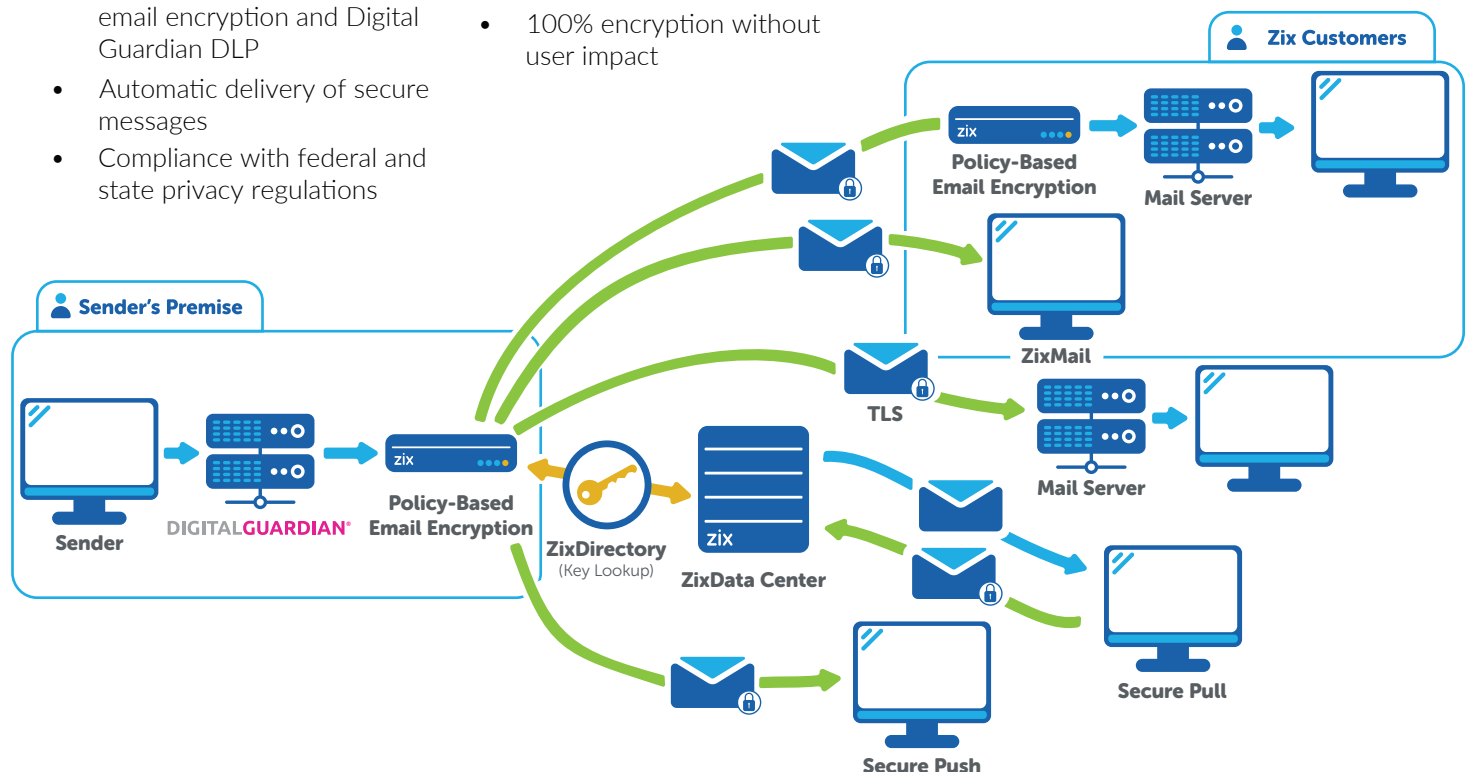 email encryption and Digital
Guardian DLP
• Automatic delivery of secure
messages
• Compliance with federal and
state privacy regulations
• 100% encryption without
user impact
Zix Customers
zix
Policy-Based
Email Encryption
Mail Server
ZixMail
Sender's Premise
Sender
DIGITALGUARDIAN®
zix
Policy-Based
Email Encryption
ZixDirectory
(Key Lookup)
zix
ZixData Center
TLS
Mail Server
Secure Pull
Secure Push